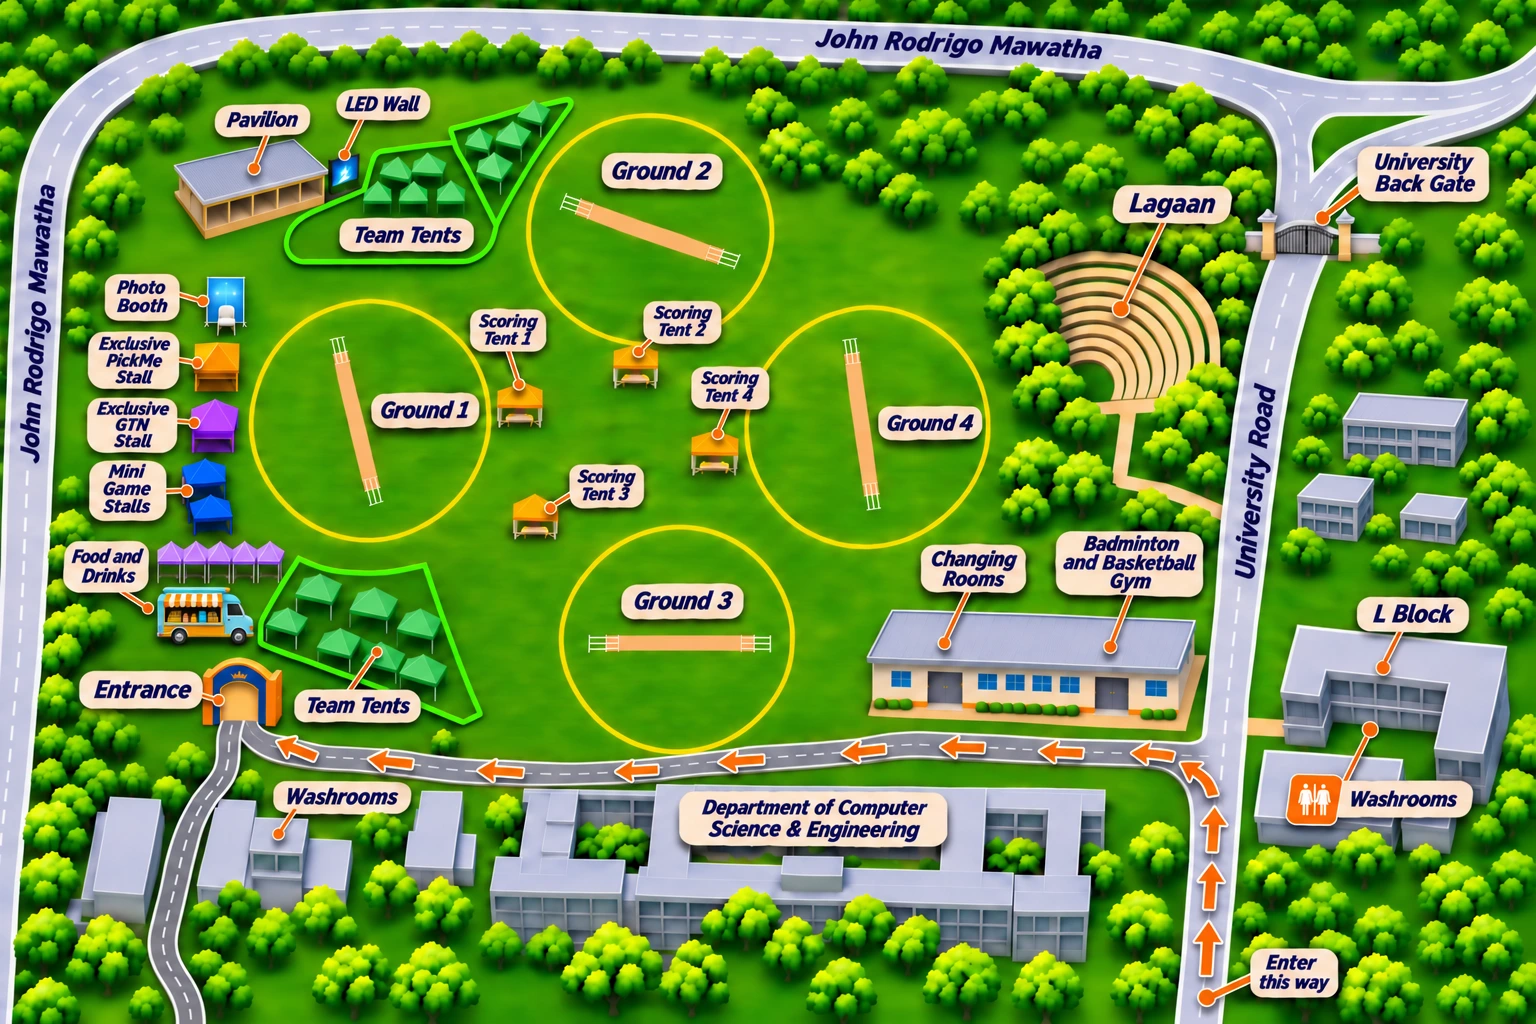 John Rodrigo Mawatha
LED Wall
Pavilion
Ground 2
University
Back Gate
Lagaan
Team Tents
John Rodrigo Mawatha
Photo
Booth
Scoring
Tent 1
Scoring
Tent 2
Exclusive
PickMe
Stall
Scoring
Tent 4
Ground 1
Ground 4
Exclusive
GTN
Stall
University Road
Mini
Game
Stalls
Scoring
Tent 3
Food and
Drinks
Changing
Rooms
Badminton
and Basketball
Gym
Ground 3
L Block
Entrance
Team Tents
Washrooms
Washrooms
Department of Computer
Science & Engineering
Enter
this way